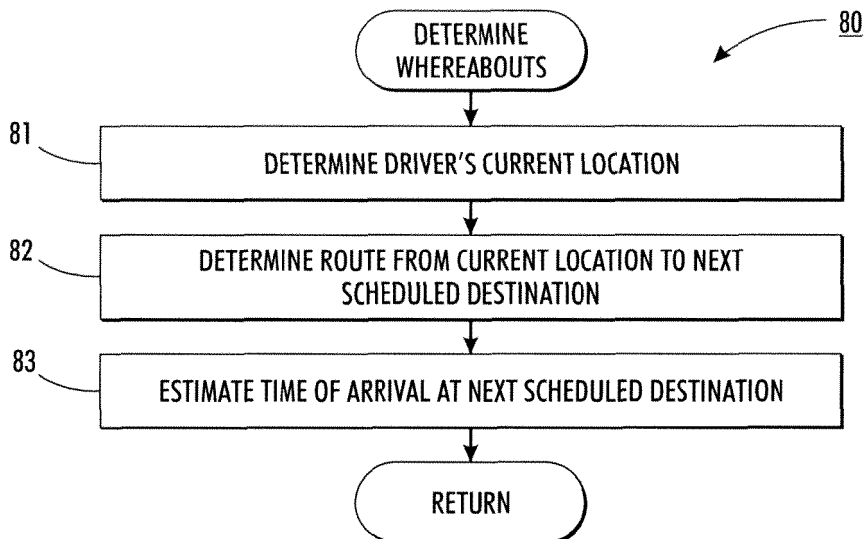 DETERMINE
WHEREABOUTS
80
81
DETERMINE DRIVER'S CURRENT LOCATION
82
DETERMINE ROUTE FROM CURRENT LOCATION TO NEXT
SCHEDULED DESTINATION
83
ESTIMATE TIME OF ARRIVAL AT NEXT SCHEDULED DESTINATION
RETURN